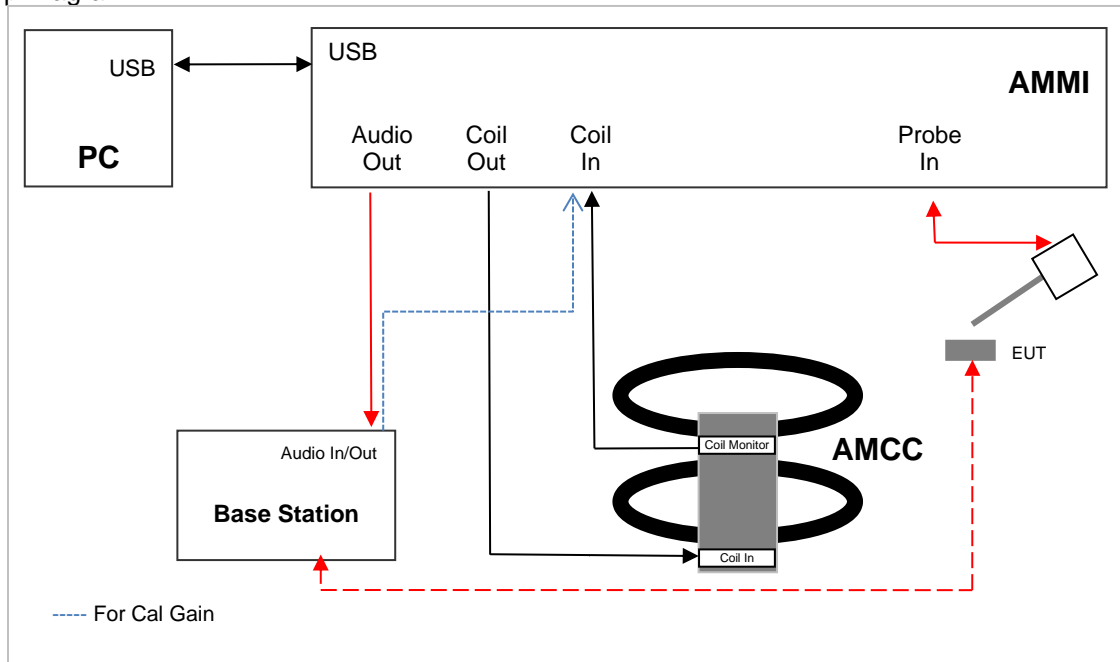 USB
PC
USB
AMMI
Audio
Out
Coil
Out
Coil
In
Probe
In
EUT
Coil Monitor
AMCC
Coil In
Audio In/Out
Base Station
For Cal Gain